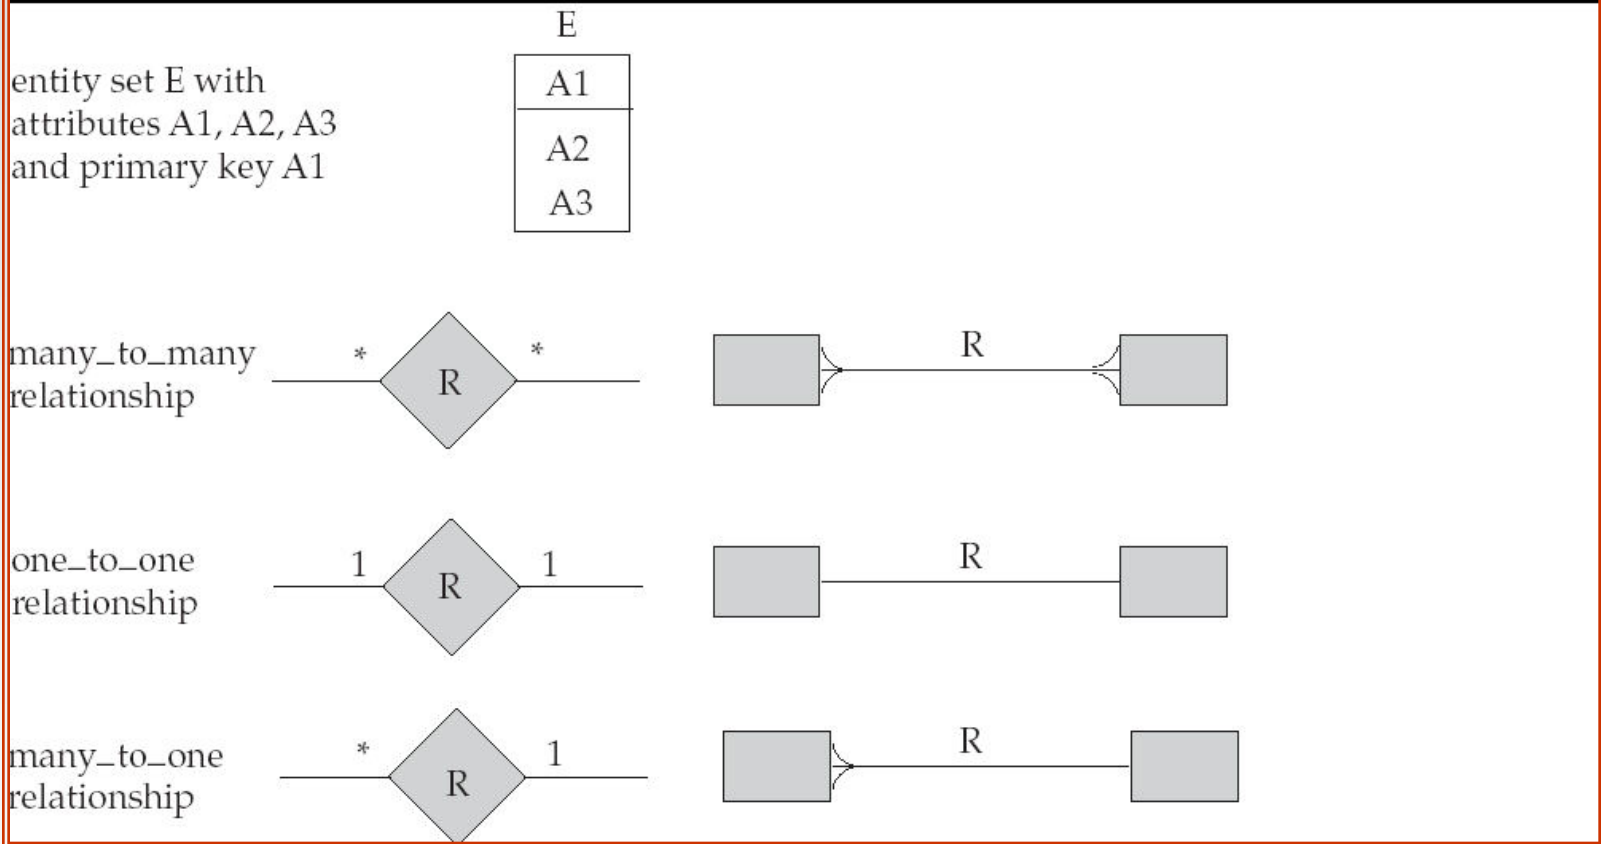 E
entity set E with
attributes A1, A2, A3
and primary key A1
A1
A2
A3
many_to_many
relationship
*
R
*
R
one_to_one
relationship
1
R
1
R
many_to_one
relationship
*
R
1
R